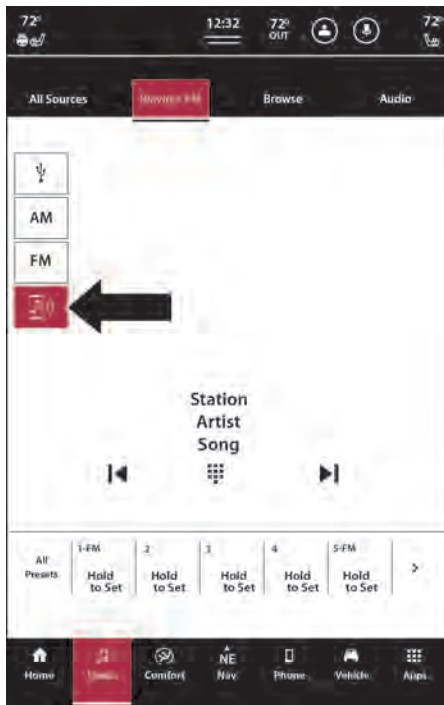 72°
12:32
72°
OUT
72
All Sources
SiriusXM
Browse
Audio
AM
FM
Station
Artist
Song
All
Presets
1-FM
Hold
to Set
2
Hold
to Set
3
Hold
to Set
4
Hold
to Set
5-FM
Hold
to Set
Home
Media
Comfort
NE
Nav
Phone
Vehicle
Apps